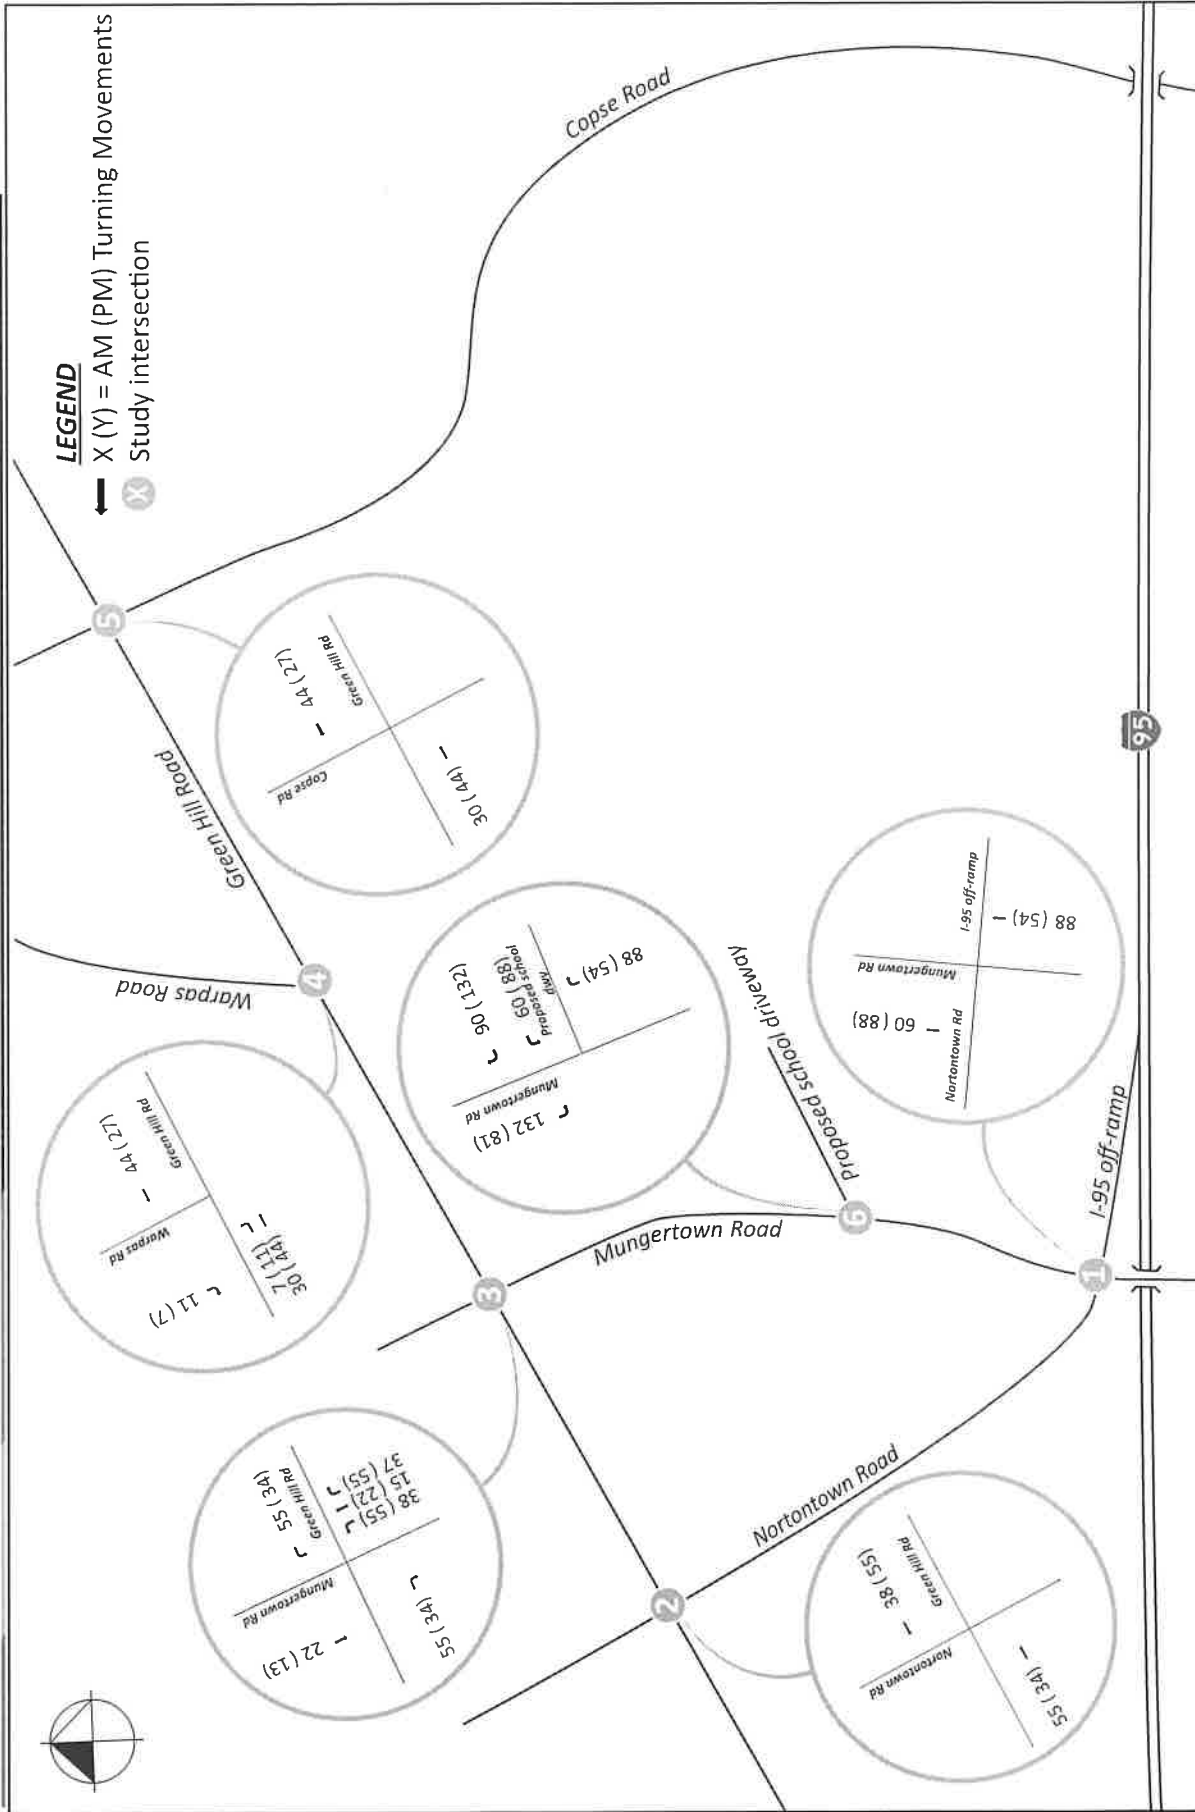 LEGEND
X (Y) = AM (PM) Turning Movements
X
Study intersection
Copse Road
5
Green Hill Road
Copse Rd
44 (27)
Green Hill Rd
30 (44)
Warpas Road
4
Warpas Rd
44 (27)
Green Hill Rd
11 (7)
7 (11)
30 (44)
Mungertown Rd
90 (132)
60 (88)
Proposed school
dwy
132 (81)
88 (54)
3
Mungertown Road
Proposed school driveway
6
Mungertown Rd
55 (34)
Green Hill Rd
22 (13)
38 (55)
15 (22)
37 (55)
55 (34)
2
Nortontown Road
Nortontown Rd
38 (55)
Green Hill Rd
55 (34)
Nortontown Rd
60 (88)
Mungertown Rd
I-95 off-ramp
88 (54)
1
I-95 off-ramp
95